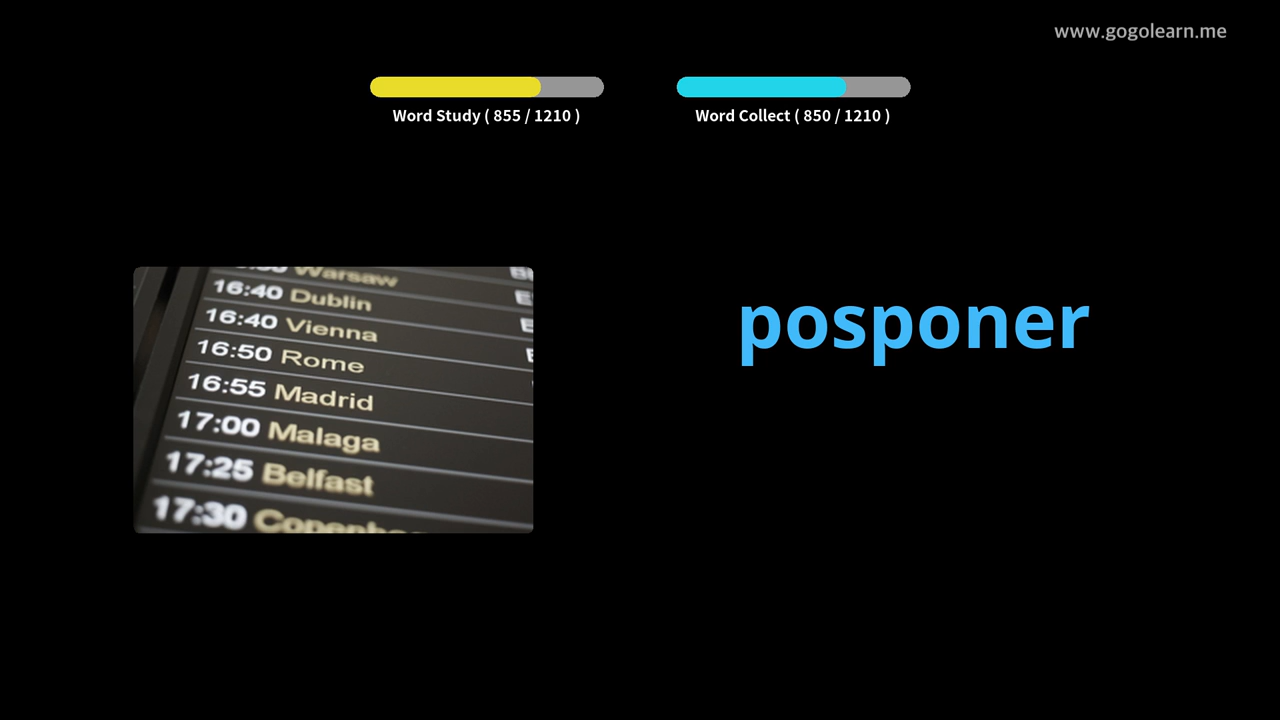 www.gogolearn.me
Word Study ( 855 / 1210 )
Word Collect ( 850 / 1210 )
Warsaw
16:40 Dublin
16:40 Vienna
16:50 Rome
16:55 Madrid
17:00 Malaga
17:25 Belfast
17:30
posponer